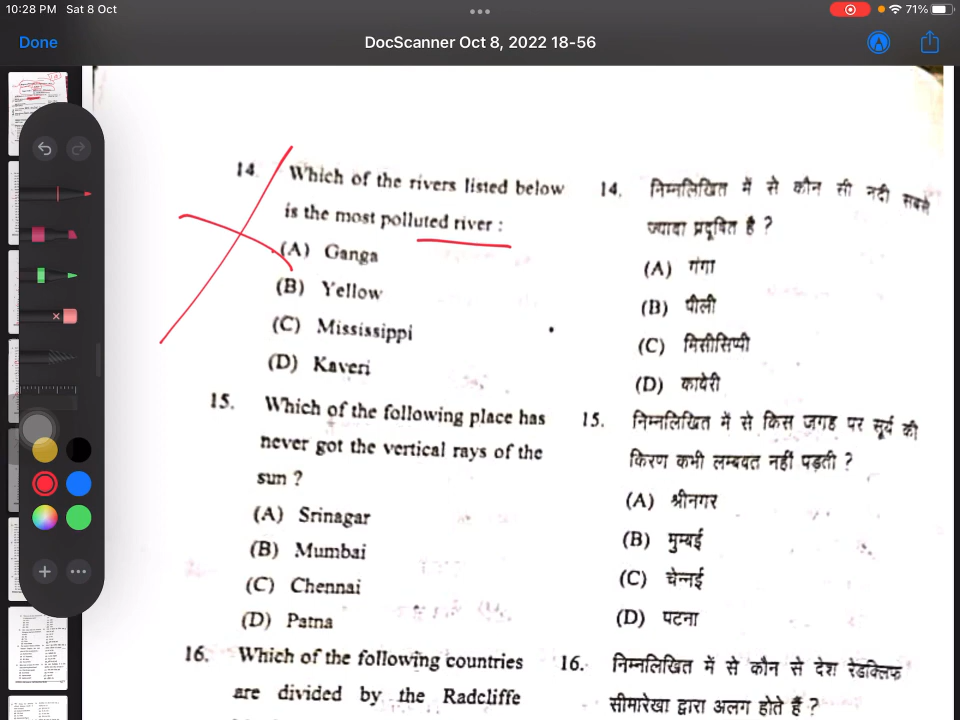 10:28 PM Sat 8 Oct
71%
Done
DocScanner Oct 8, 2022 18-56
14. Which of the rivers listed below
is the most polluted river :
(A) Ganga
(B) Yellow
(C) Mississippi
(D) Kaveri
15. Which of the following place has
never got the vertical rays of the
sun ?
(A) Srinagar
(B) Mumbai
(C) Chennai
(D) Patna
16. Which of the following countries
are divided by the Radcliffe
14. निम्नलिखित में से कौन सी नदी सबसे
ज्यादा प्रदूषित है ?
(A) गंगा
(B) पीली
(C) मिसीसिप्पी
(D) कावेरी
15. निम्नलिखित में से किस जगह पर सूर्य की
किरण कभी लम्बवत नहीं पड़ती ?
(A) श्रीनगर
(B) मुम्बई
(C) चेन्नई
(D) पटना
16. निम्नलिखित में से कौन से देश रेडक्लिफ
सीमारेखा द्वारा अलग होते हैं ?